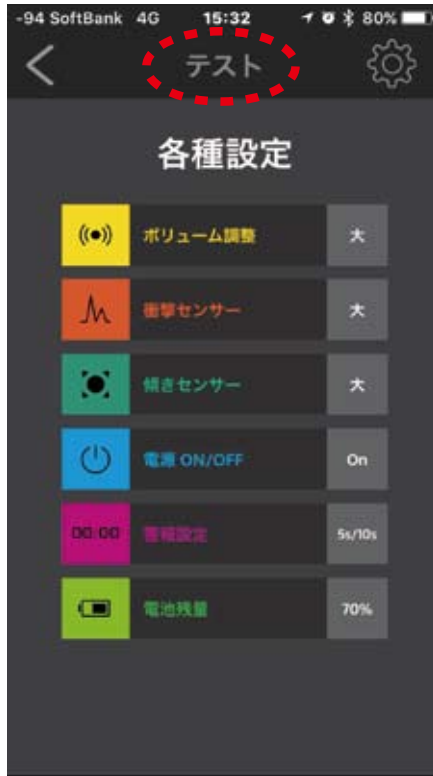 -94 SoftBank 4G 15:32 80%
テスト
各種設定
ボリューム調整 大
衝撃センサー 大
傾きセンサー 大
電源 ON/OFF On
00:00 警報設定 5s/10s
電池残量 70%